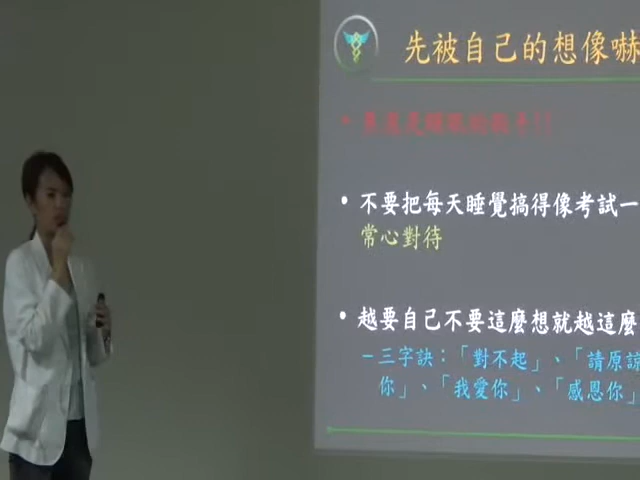 先被自己的想像嚇
• 不要把每天睡覺搞得像考試一
常心對待
• 越要自己不要這麼想就越這麼
－三字訣：「對不起」、「請原諒
你」、「我愛你」、「感恩你」